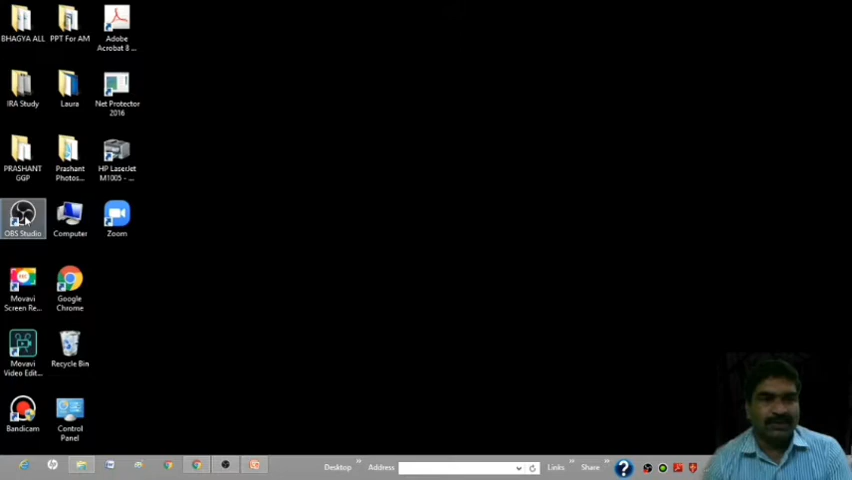 BHAGYA ALL
PPT For AM
Adobe
Acrobat 8 ...
IRA Study
Laura
Net Protector
2016
PRASHANT
GGP
Prashant
Photos...
HP LaserJet
M1005 - ...
OBS Studio
Computer
Zoom
Movavi
Screen Re...
Google
Chrome
Movavi
Video Edit...
Recycle Bin
Bandicam
Control
Panel
Desktop
Address
Links
Share